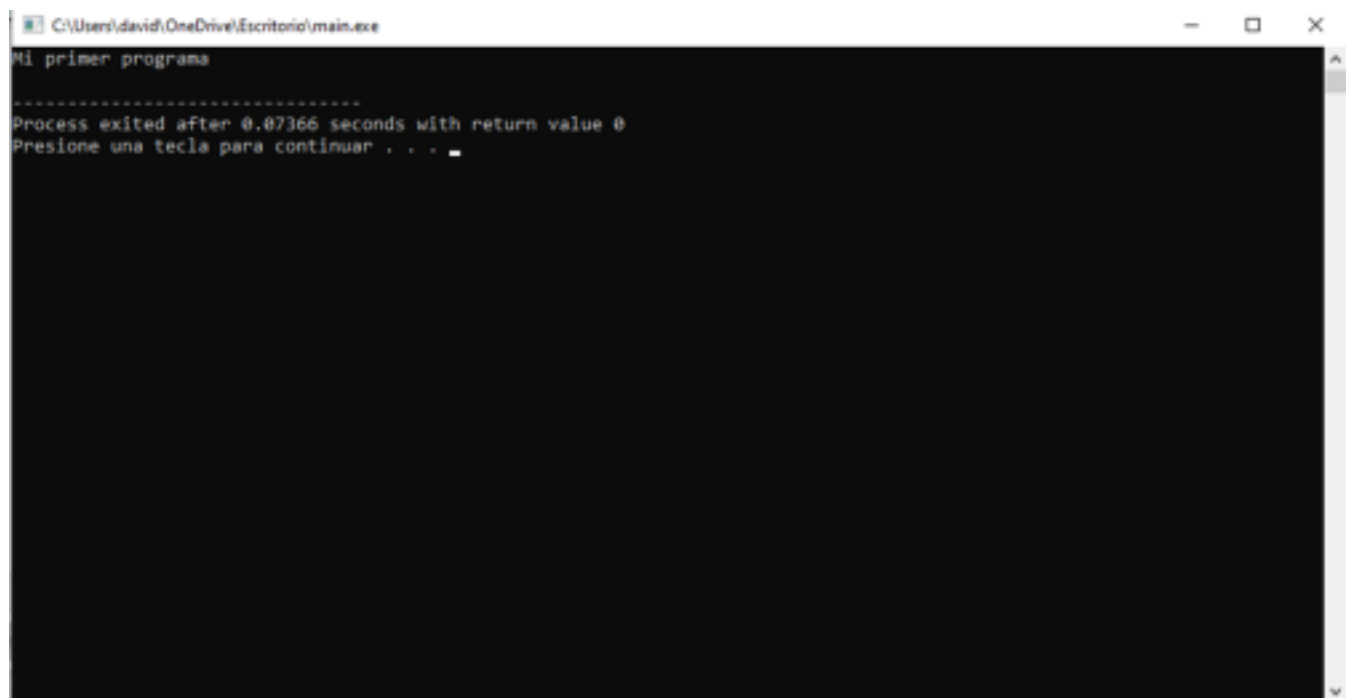 C:\Users\david\OneDrive\Escritorio\main.exe
Mi primer programa
--------------------------------
Process exited after 0.07366 seconds with return value 0
Presione una tecla para continuar . . .